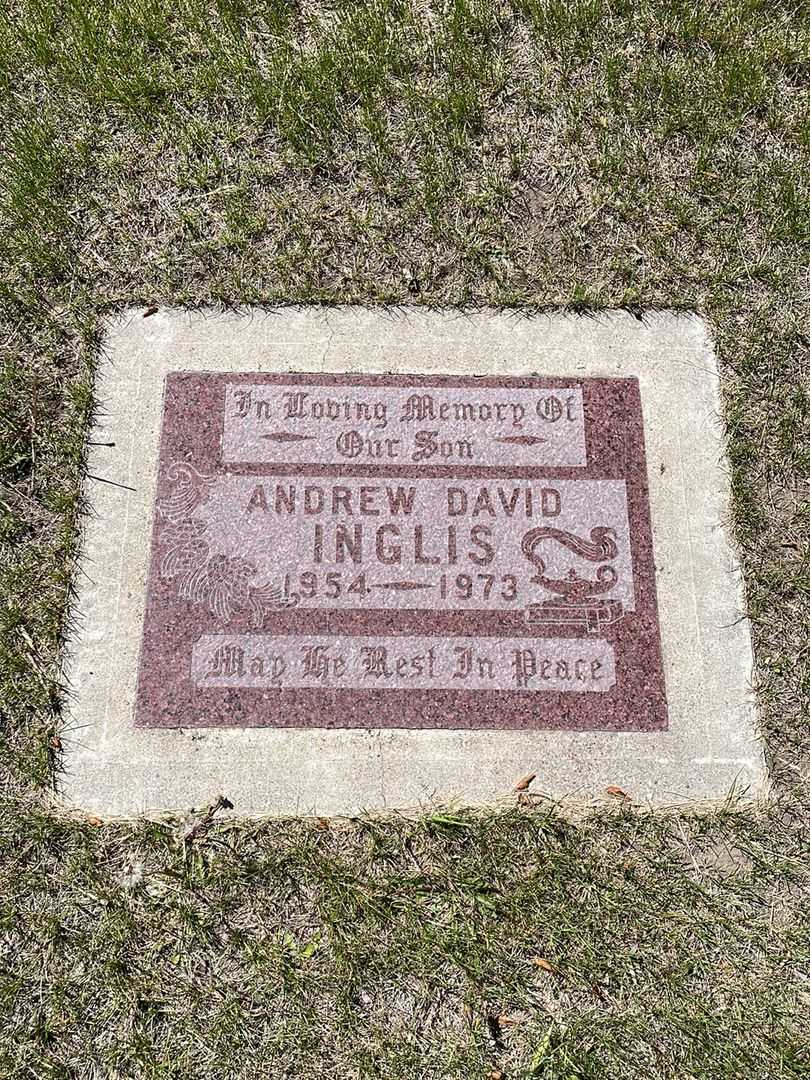 In Loving Memory Of
Our Son
ANDREW DAVID
INGLIS
1954 1973
May He Rest In Peace